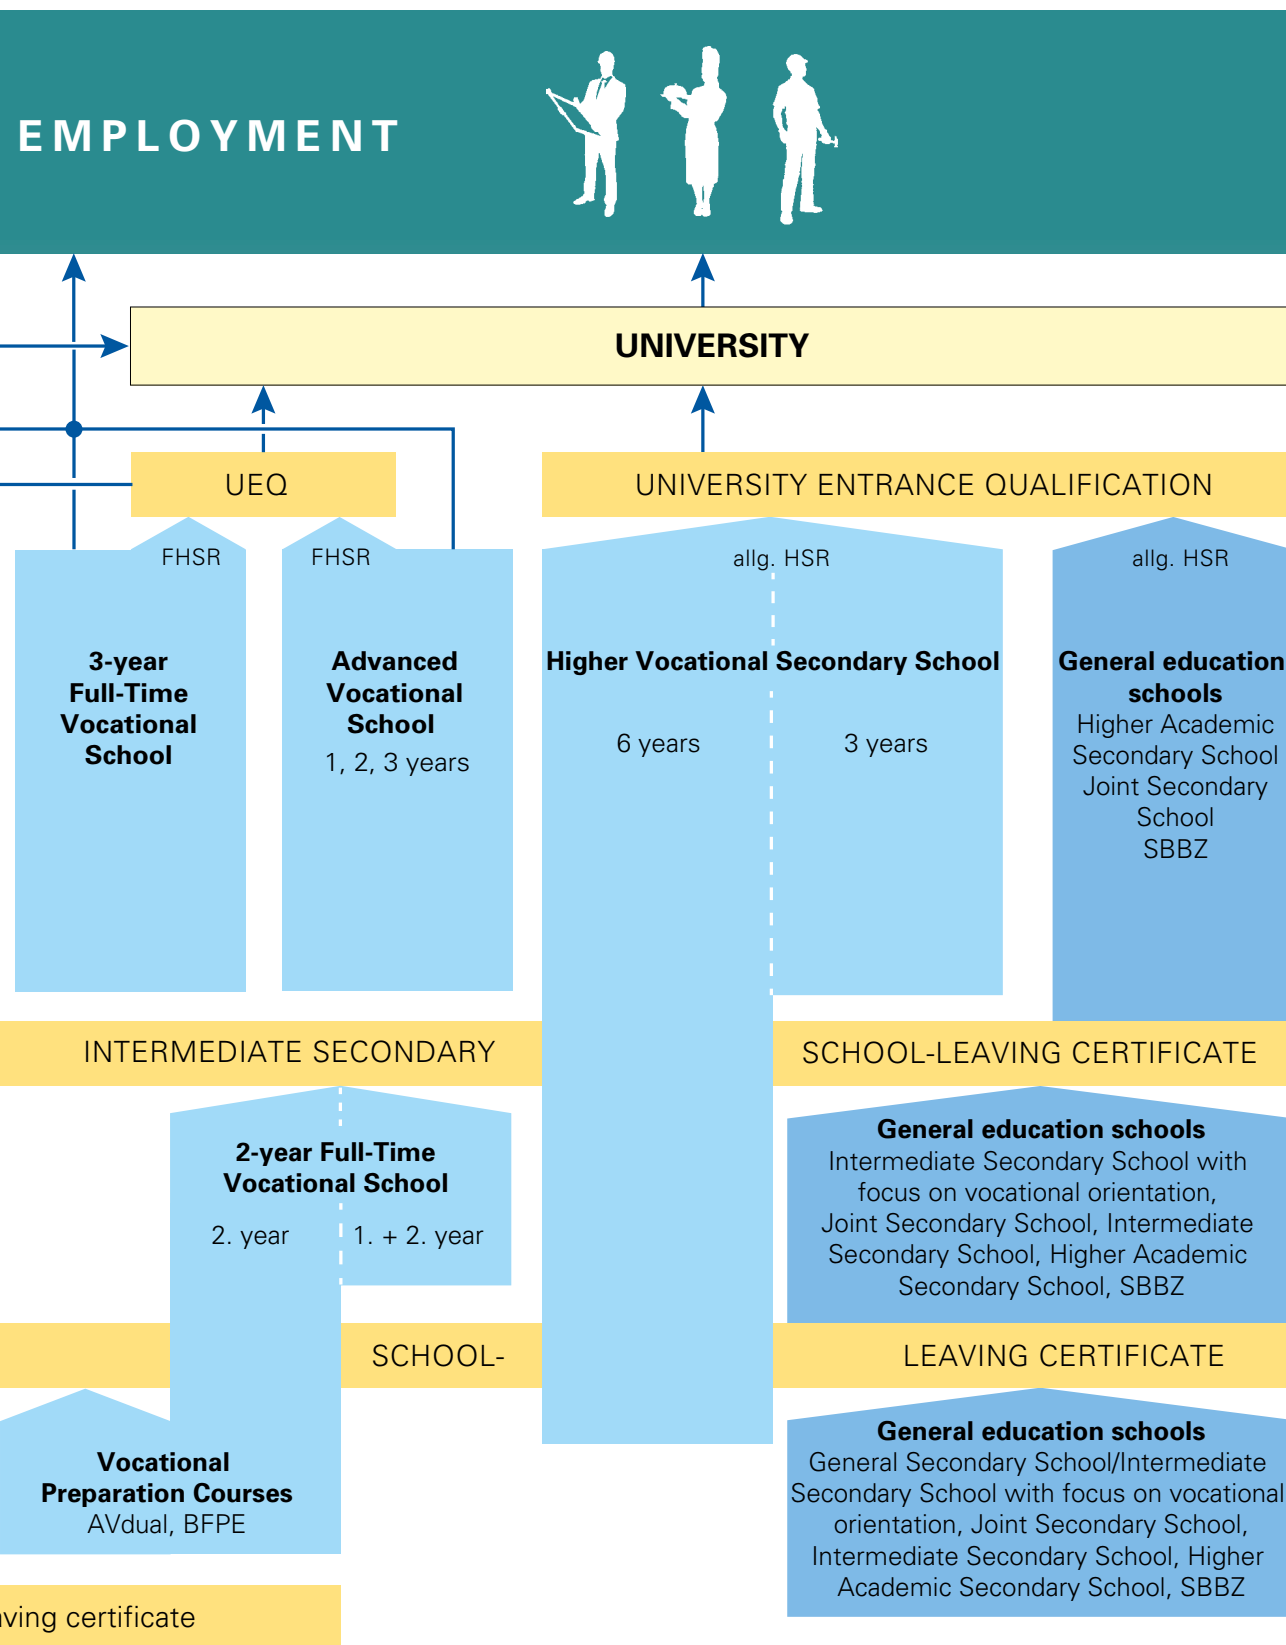 EMPLOYMENT
UNIVERSITY
UEQ
UNIVERSITY ENTRANCE QUALIFICATION
FHSR
FHSR
allg. HSR
allg. HSR
3-year
Full-Time
Vocational
School
Advanced
Vocational
School
1, 2, 3 years
Higher Vocational Secondary School
6 years
3 years
General education
schools
Higher Academic
Secondary School
Joint Secondary
School
SBBZ
INTERMEDIATE SECONDARY
SCHOOL-LEAVING CERTIFICATE
2-year Full-Time
Vocational School
2. year
1. + 2. year
General education schools
Intermediate Secondary School with
focus on vocational orientation,
Joint Secondary School, Intermediate
Secondary School, Higher Academic
Secondary School, SBBZ
SCHOOL-
LEAVING CERTIFICATE
Vocational
Preparation Courses
AVdual, BFPE
General education schools
General Secondary School/Intermediate
Secondary School with focus on vocational
orientation, Joint Secondary School,
Intermediate Secondary School, Higher
Academic Secondary School, SBBZ
certificate